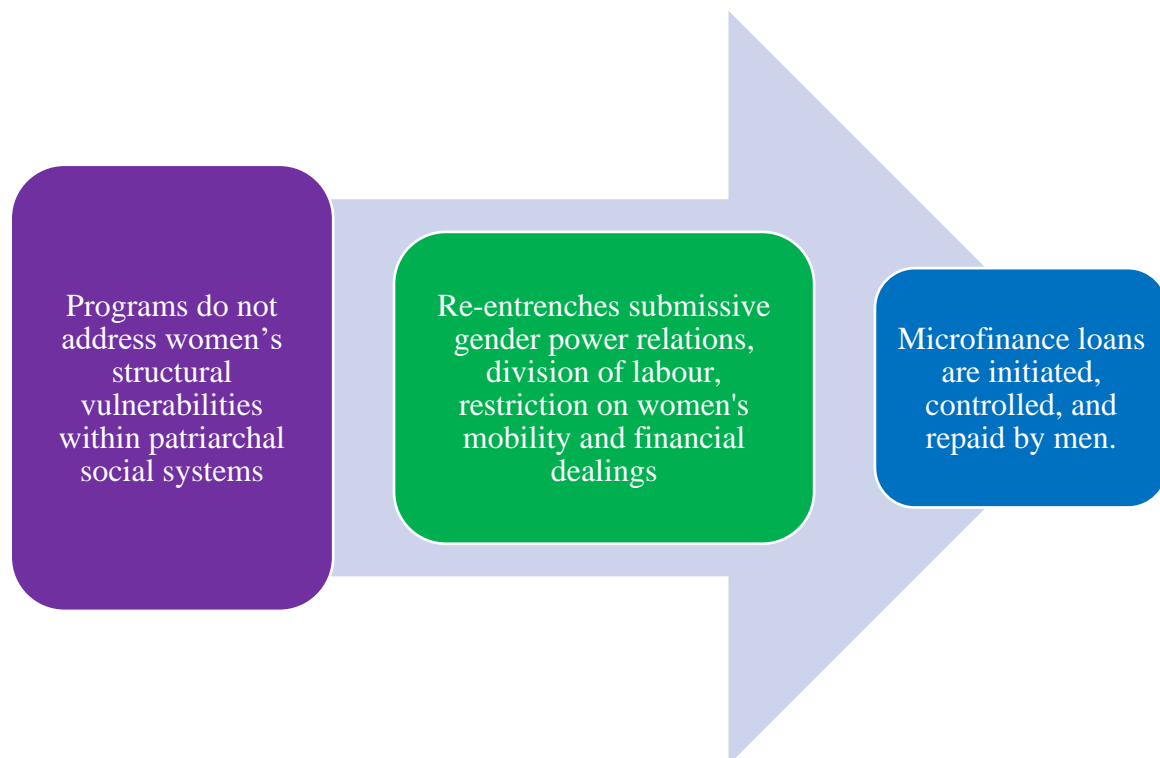 Programs do not
address women’s
structural
vulnerabilities
within patriarchal
social systems
Re-entrenches submissive
gender power relations,
division of labour,
restriction on women's
mobility and financial
dealings
Microfinance loans
are initiated,
controlled, and
repaid by men.